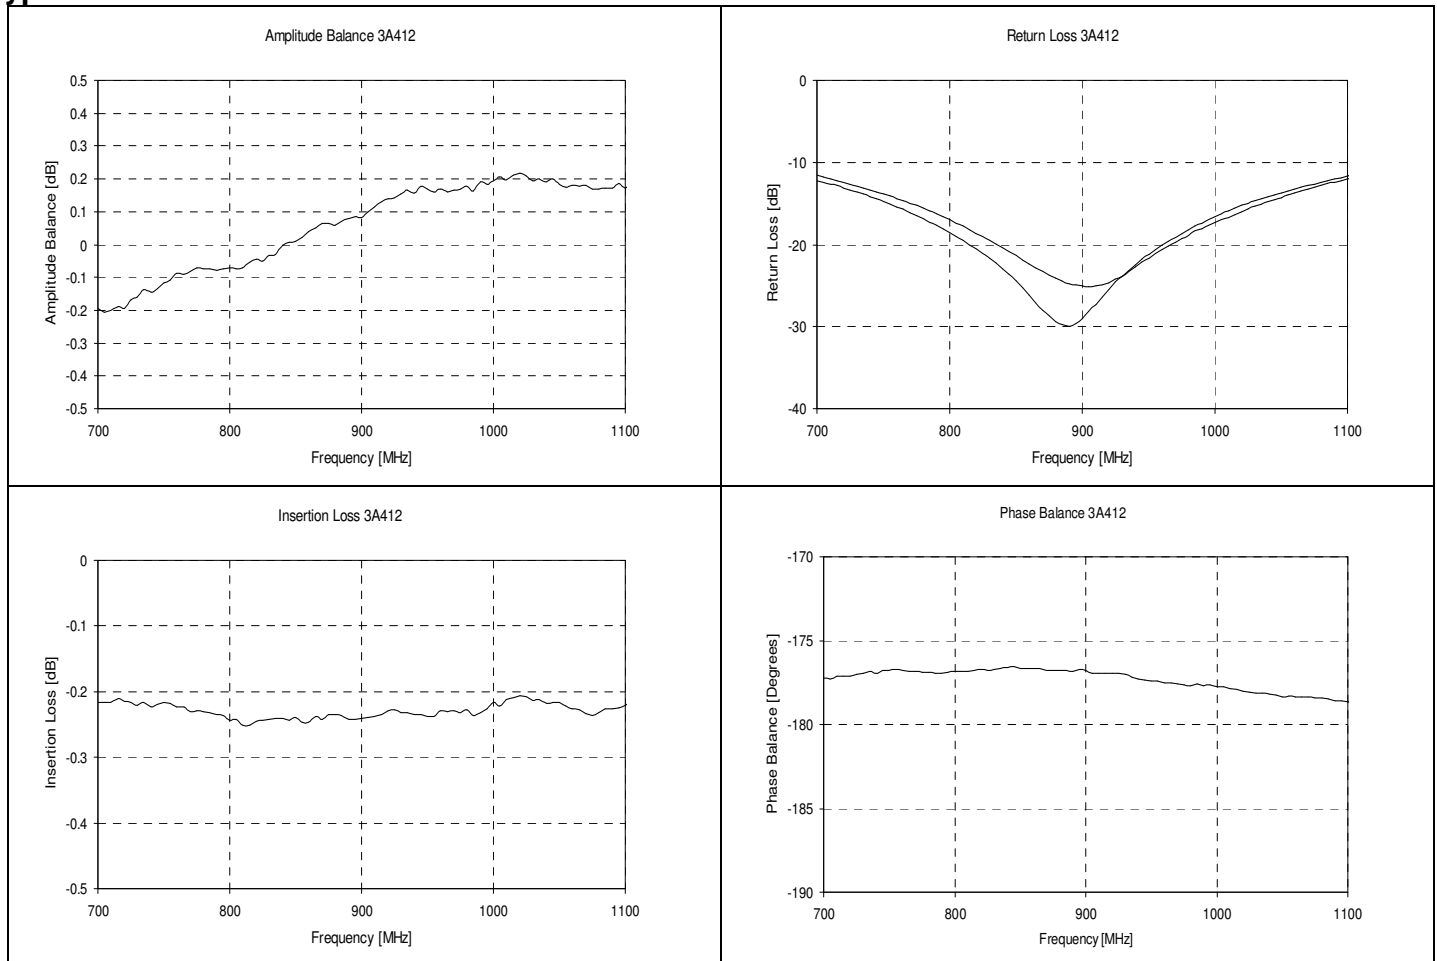 Amplitude Balance 3A412
0.5
0.4
0.3
0.2
0.1
0
-0.1
-0.2
-0.3
-0.4
-0.5
Amplitude Balance [dB]
700 800 900 1000 1100
Frequency [MHz]
Return Loss 3A412
0
-10
-20
-30
-40
Return Loss [dB]
700 800 900 1000 1100
Frequency [MHz]
Insertion Loss 3A412
0
-0.1
-0.2
-0.3
-0.4
-0.5
Insertion Loss [dB]
700 800 900 1000 1100
Frequency [MHz]
Phase Balance 3A412
-170
-175
-180
-185
-190
Phase Balance [Degrees]
700 800 900 1000 1100
Frequency [MHz]